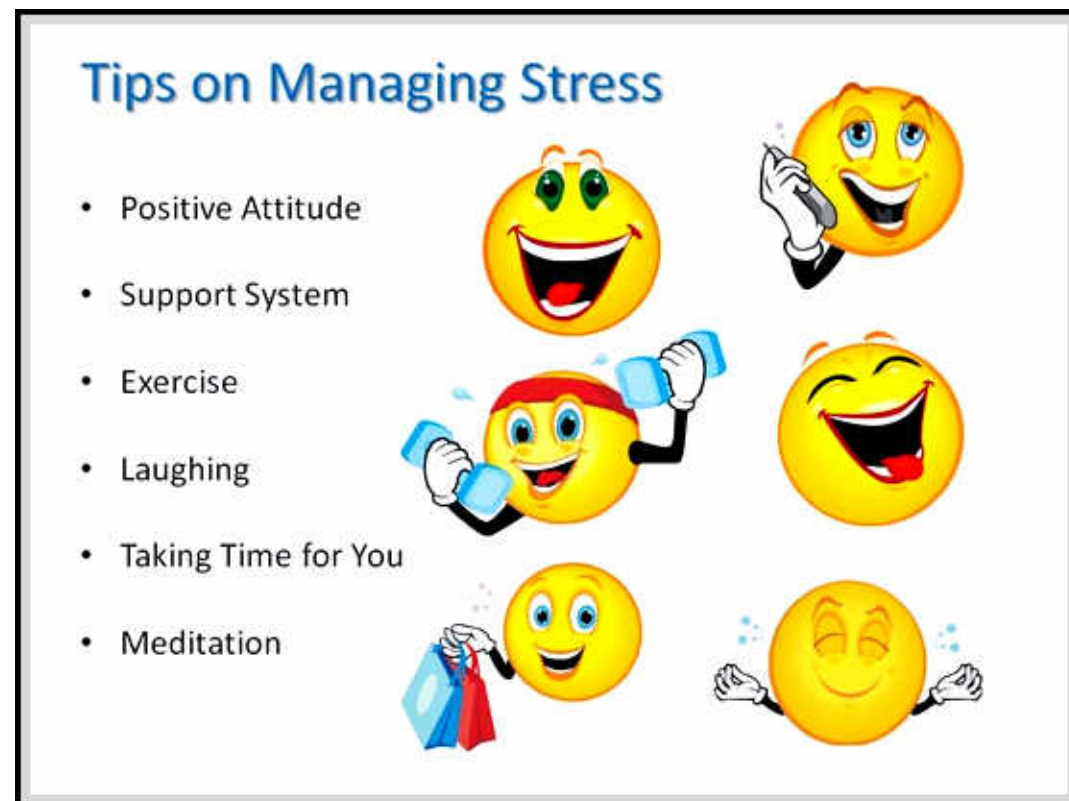 Tips on Managing Stress
• Positive Attitude
• Support System
• Exercise
• Laughing
• Taking Time for You
• Meditation